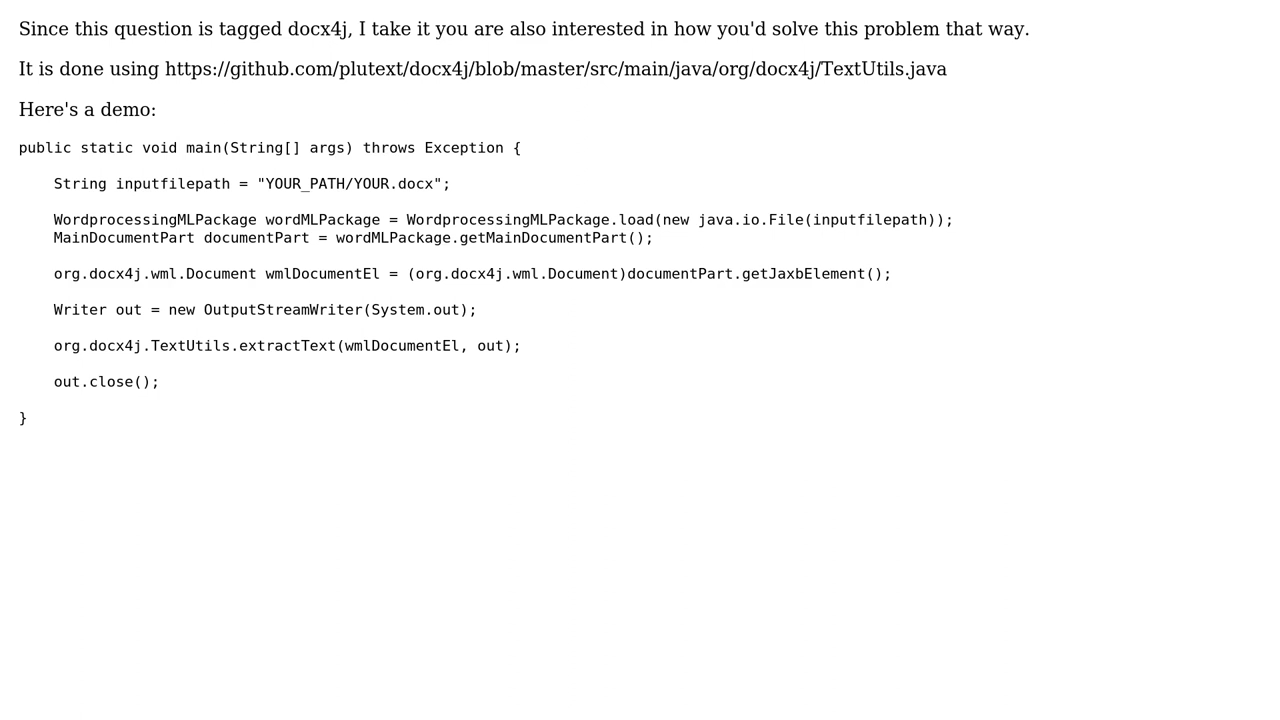 Since this question is tagged docx4j, I take it you are also interested in how you'd solve this problem that way.
It is done using https://github.com/plutext/docx4j/blob/master/src/main/java/org/docx4j/TextUtils.java
Here's a demo:
public static void main(String[] args) throws Exception {
    String inputfilepath = "YOUR_PATH/YOUR.docx";
    WordprocessingMLPackage wordMLPackage = WordprocessingMLPackage.load(new java.io.File(inputfilepath));
    MainDocumentPart documentPart = wordMLPackage.getMainDocumentPart();
    org.docx4j.wml.Document wmlDocumentEl = (org.docx4j.wml.Document)documentPart.getJaxbElement();
    Writer out = new OutputStreamWriter(System.out);
    org.docx4j.TextUtils.extractText(wmlDocumentEl, out);
    out.close();
}